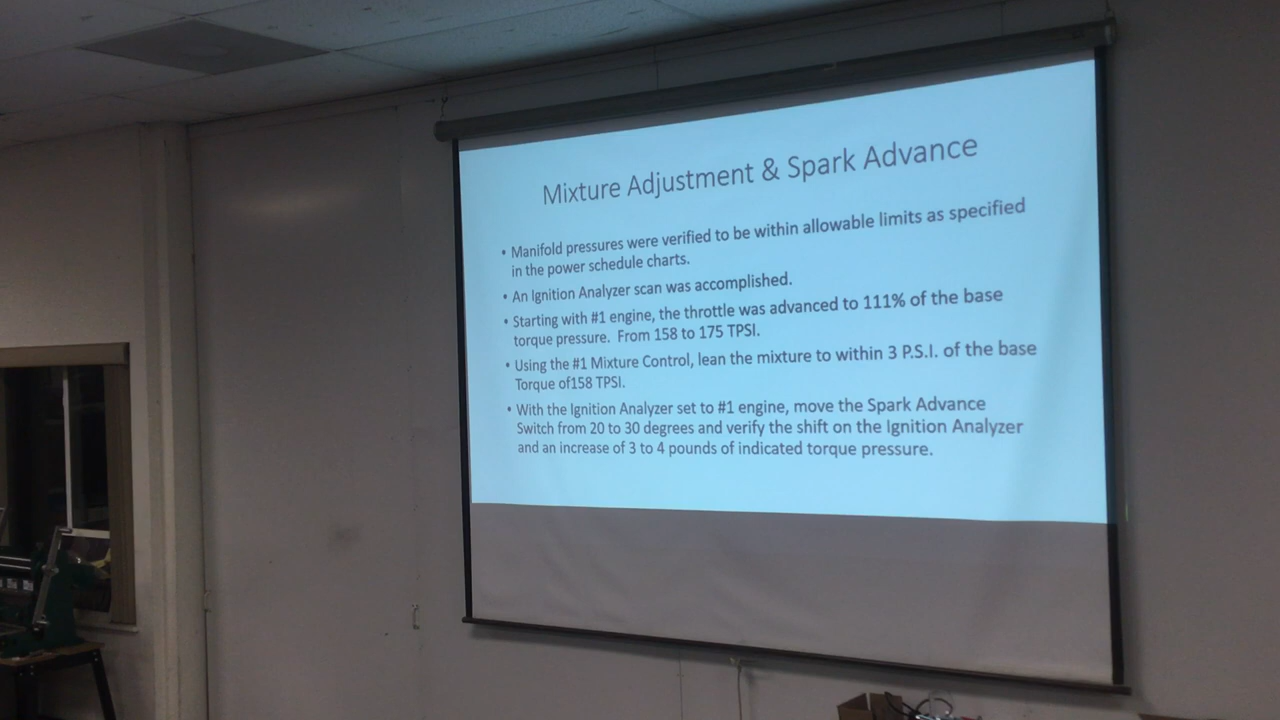 Mixture Adjustment & Spark Advance
• Manifold pressures were verified to be within allowable limits as specified
in the power schedule charts.
• An Ignition Analyzer scan was accomplished.
• Starting with #1 engine, the throttle was advanced to 111% of the base
torque pressure. From 158 to 175 TPSI.
• Using the #1 Mixture Control, lean the mixture to within 3 P.S.I. of the base
Torque of158 TPSI.
• With the Ignition Analyzer set to #1 engine, move the Spark Advance
Switch from 20 to 30 degrees and verify the shift on the Ignition Analyzer
and an increase of 3 to 4 pounds of indicated torque pressure.